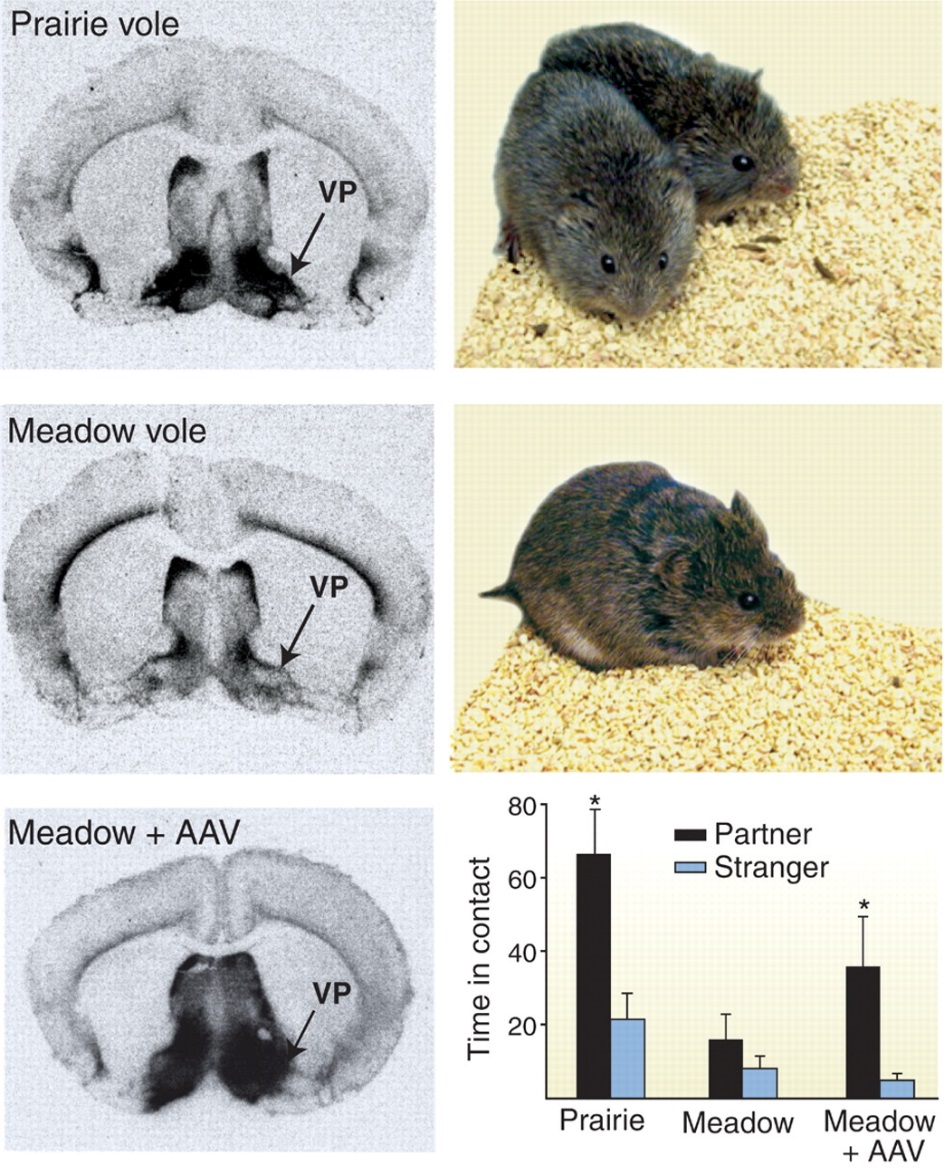 Prairie vole
VP
Meadow vole
VP
Meadow + AAV
VP
80
60
40
20
Time in contact
*
*
Partner
Stranger
Prairie
Meadow
Meadow
+ AAV